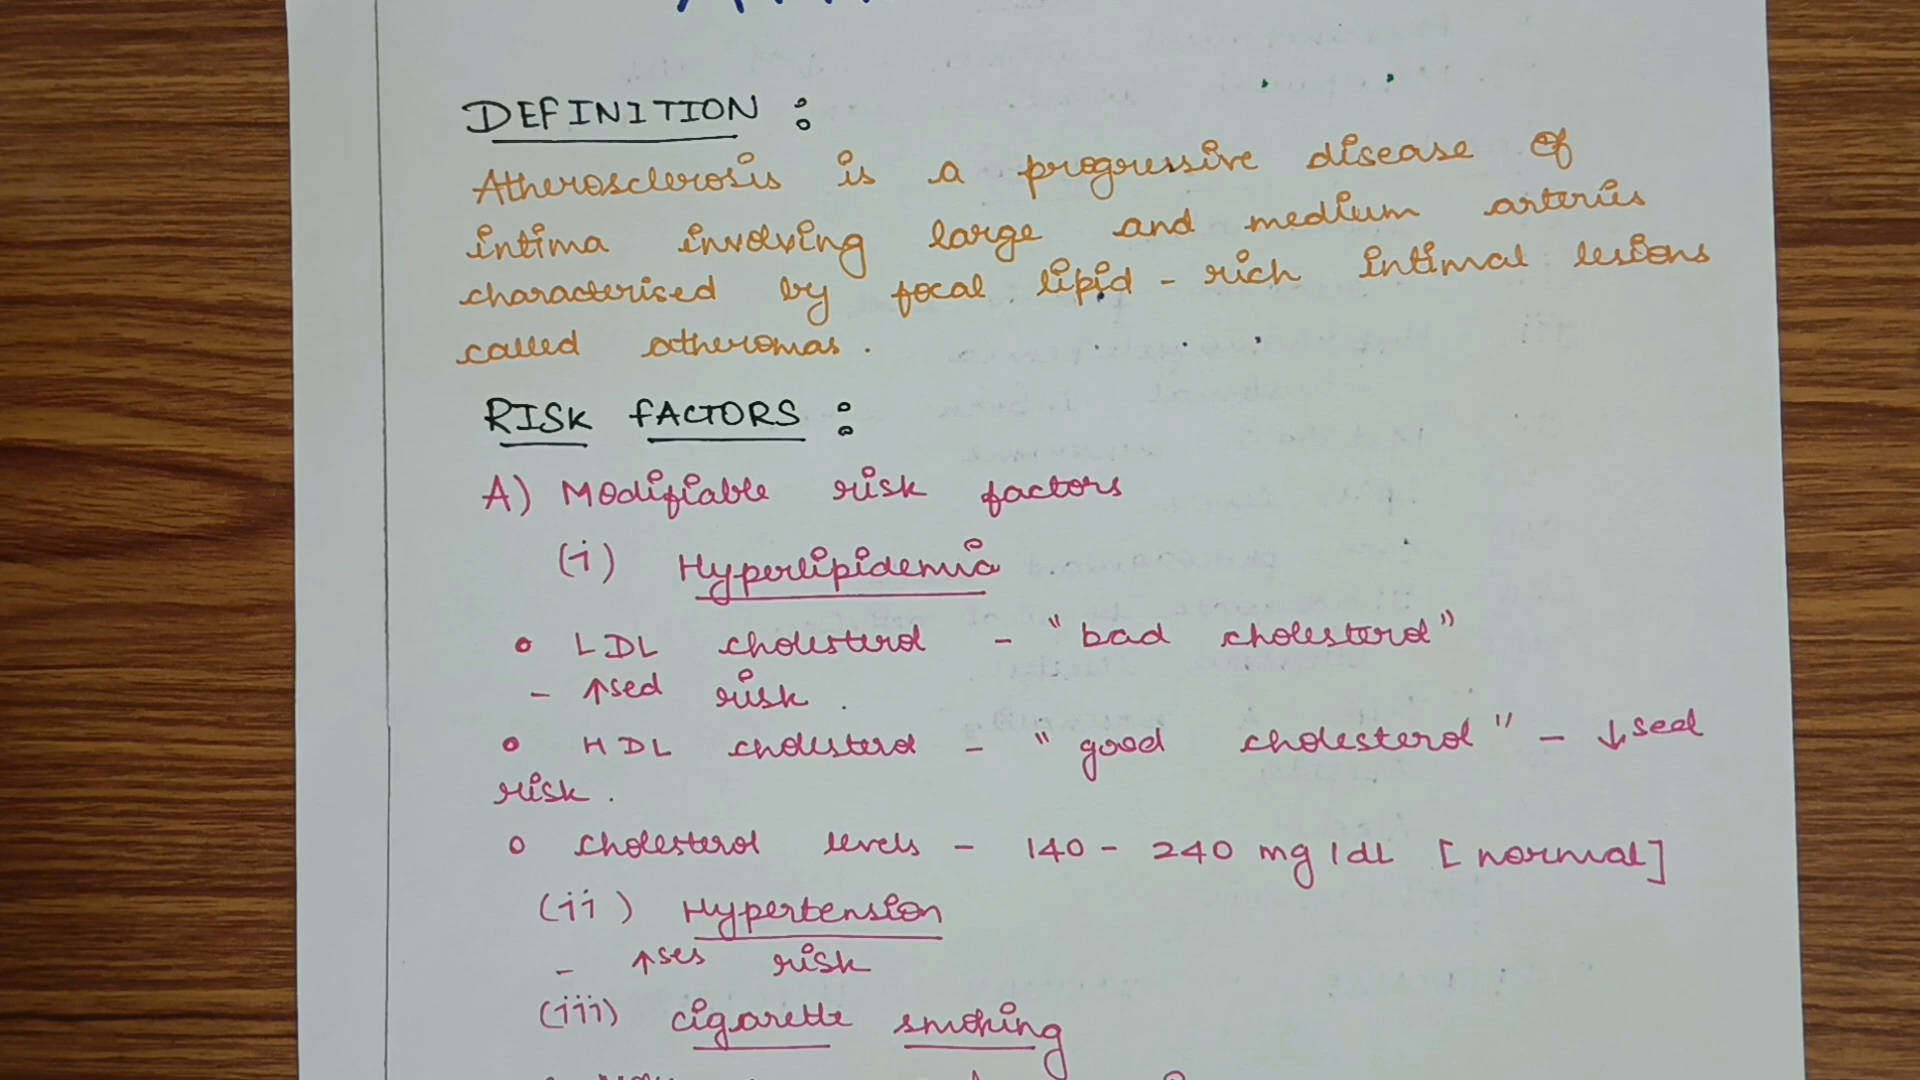 DEFINITION :
Atherosclerosis is a progressive disease of
intima involving large and medium arteries
characterised by focal lipid - rich intimal lesions
called atheromas.
RISK FACTORS :
A) Modifiable risk factors
(i) Hyperlipidemia
• LDL cholesterol - "bad cholesterol"
- ↑sed risk.
• HDL cholesterol - "good cholesterol" - ↓sed
risk.
• cholesterol levels - 140 - 240 mg/dL [normal]
(ii) Hypertension
- ↑ses risk
(iii) cigarette smoking